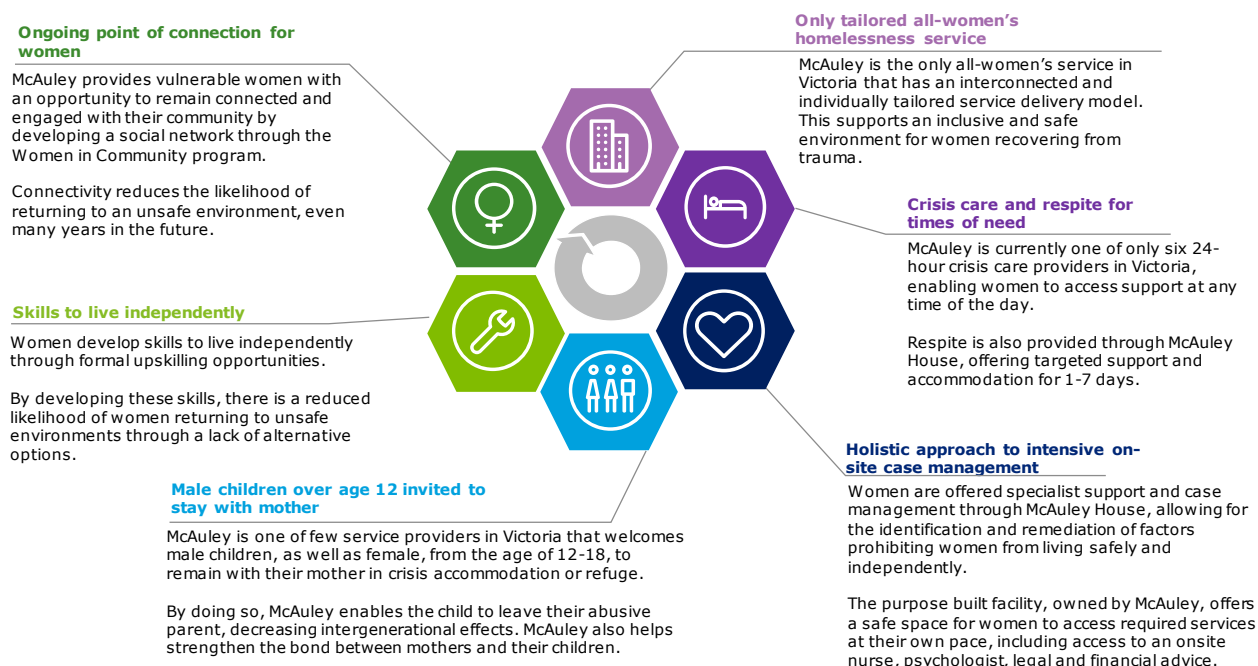 Ongoing point of connection for
women
McAuley provides vulnerable women with
an opportunity to remain connected and
engaged with their community by
developing a social network through the
Women in Community program.
Connectivity reduces the likelihood of
returning to an unsafe environment, even
many years in the future.
Only tailored all-women's
homelessness service
McAuley is the only all-women's service in
Victoria that has an interconnected and
individually tailored service delivery model.
This supports an inclusive and safe
environment for women recovering from
trauma.
Crisis care and respite for
times of need
McAuley is currently one of only six 24-
hour crisis care providers in Victoria,
enabling women to access support at any
time of the day.
Respite is also provided through McAuley
House, offering targeted support and
accommodation for 1-7 days.
Skills to live independently
Women develop skills to live independently
through formal upskilling opportunities.
By developing these skills, there is a reduced
likelihood of women returning to unsafe
environments through a lack of alternative
options.
Holistic approach to intensive on-
site case management
Women are offered specialist support and case
management through McAuley House, allowing for
the identification and remediation of factors
prohibiting women from living safely and
independently.
The purpose built facility, owned by McAuley, offers
a safe space for women to access required services
at their own pace, including access to an onsite
nurse, psychologist, legal and financial advice.
Male children over age 12 invited to
stay with mother
McAuley is one of few service providers in Victoria that welcomes
male children, as well as female, from the age of 12-18, to
remain with their mother in crisis accommodation or refuge.
By doing so, McAuley enables the child to leave their abusive
parent, decreasing intergenerational effects. McAuley also helps
strengthen the bond between mothers and their children.